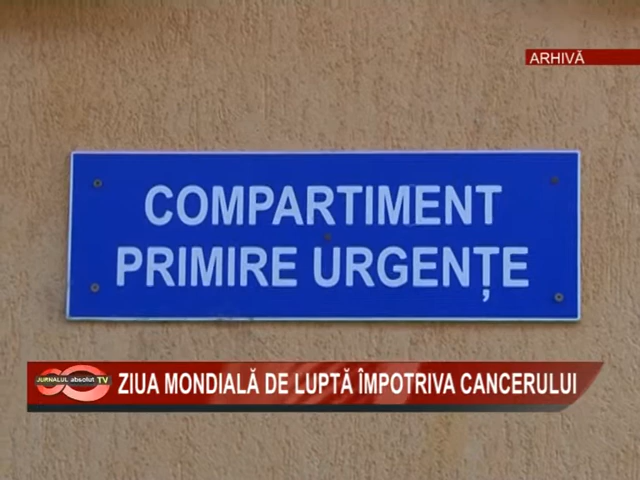 ARHIVĂ
COMPARTIMENT
PRIMIRE URGENȚE
JURNALUL absolut TV
ZIUA MONDIALĂ DE LUPTĂ ÎMPOTRIVA CANCERULUI